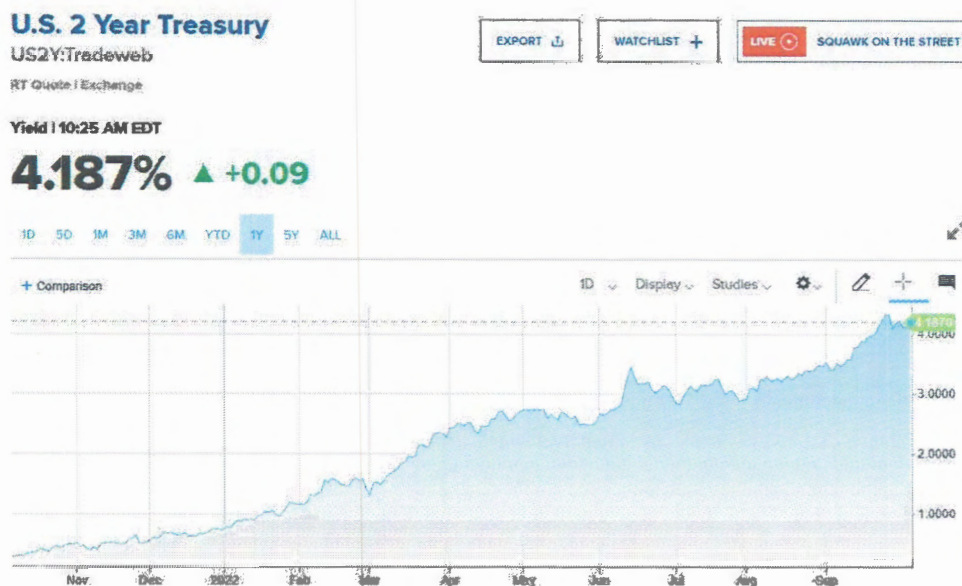 U.S. 2 Year Treasury
US2Y:Tradeweb
RT Quote | Exchange
Yield | 10:25 AM EDT
4.187% ▲ +0.09
EXPORT
WATCHLIST +
LIVE SQUAWK ON THE STREET
1D 5D 1M 3M 6M YTD 1Y 5Y ALL
+ Comparison
1D Display Studies
4.1870
4.0000
3.0000
2.0000
1.0000
Nov Dec 2022 Feb Mar Apr May Jun Jul Aug Sep